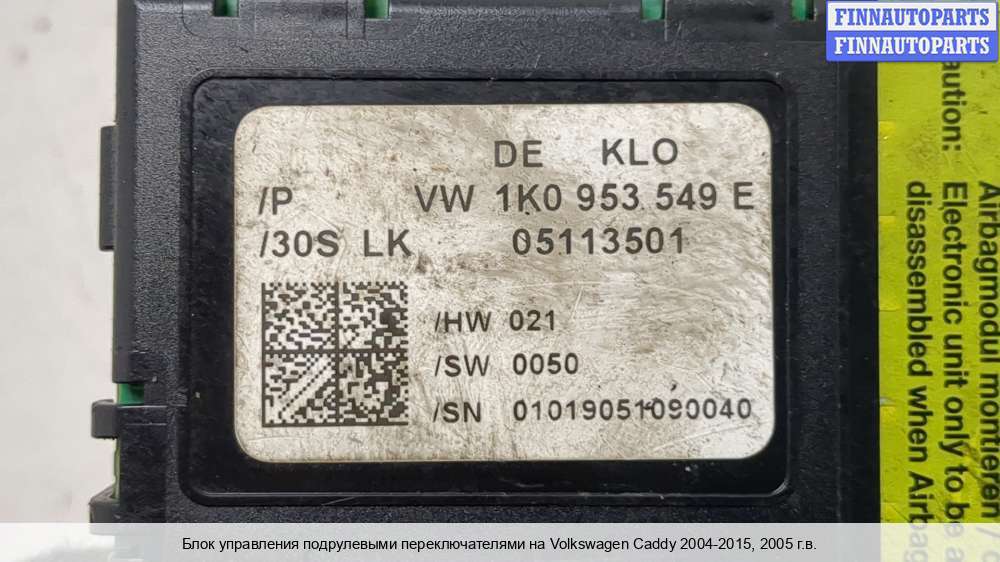 FINNAUTOPARTS
FINNAUTOPARTS
DE KLO
/P VW 1K0 953 549 E
/30S LK 05113501
/HW 021
/SW 0050
/SN 01019051090040
aution:
Electronic unit only to be
disassembled when Airbag
Airbagmodul montieren
Блок управления подрулевыми переключателями на Volkswagen Caddy 2004-2015, 2005 г.в.